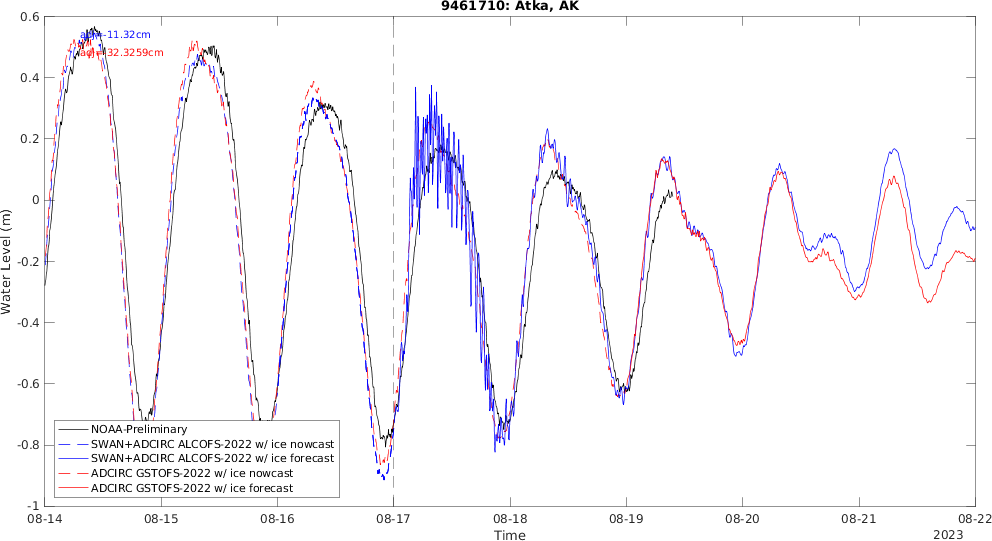 9461710: Atka, AK
adj=-11.32cm
adj=-32.3259cm
Water Level (m)
0.6
0.4
0.2
0
-0.2
-0.4
-0.6
-0.8
-1
NOAA-Preliminary
SWAN+ADCIRC ALCOFS-2022 w/ ice nowcast
SWAN+ADCIRC ALCOFS-2022 w/ ice forecast
ADCIRC GSTOFS-2022 w/ ice nowcast
ADCIRC GSTOFS-2022 w/ ice forecast
08-14 08-15 08-16 08-17 08-18 08-19 08-20 08-21 08-22
Time
2023